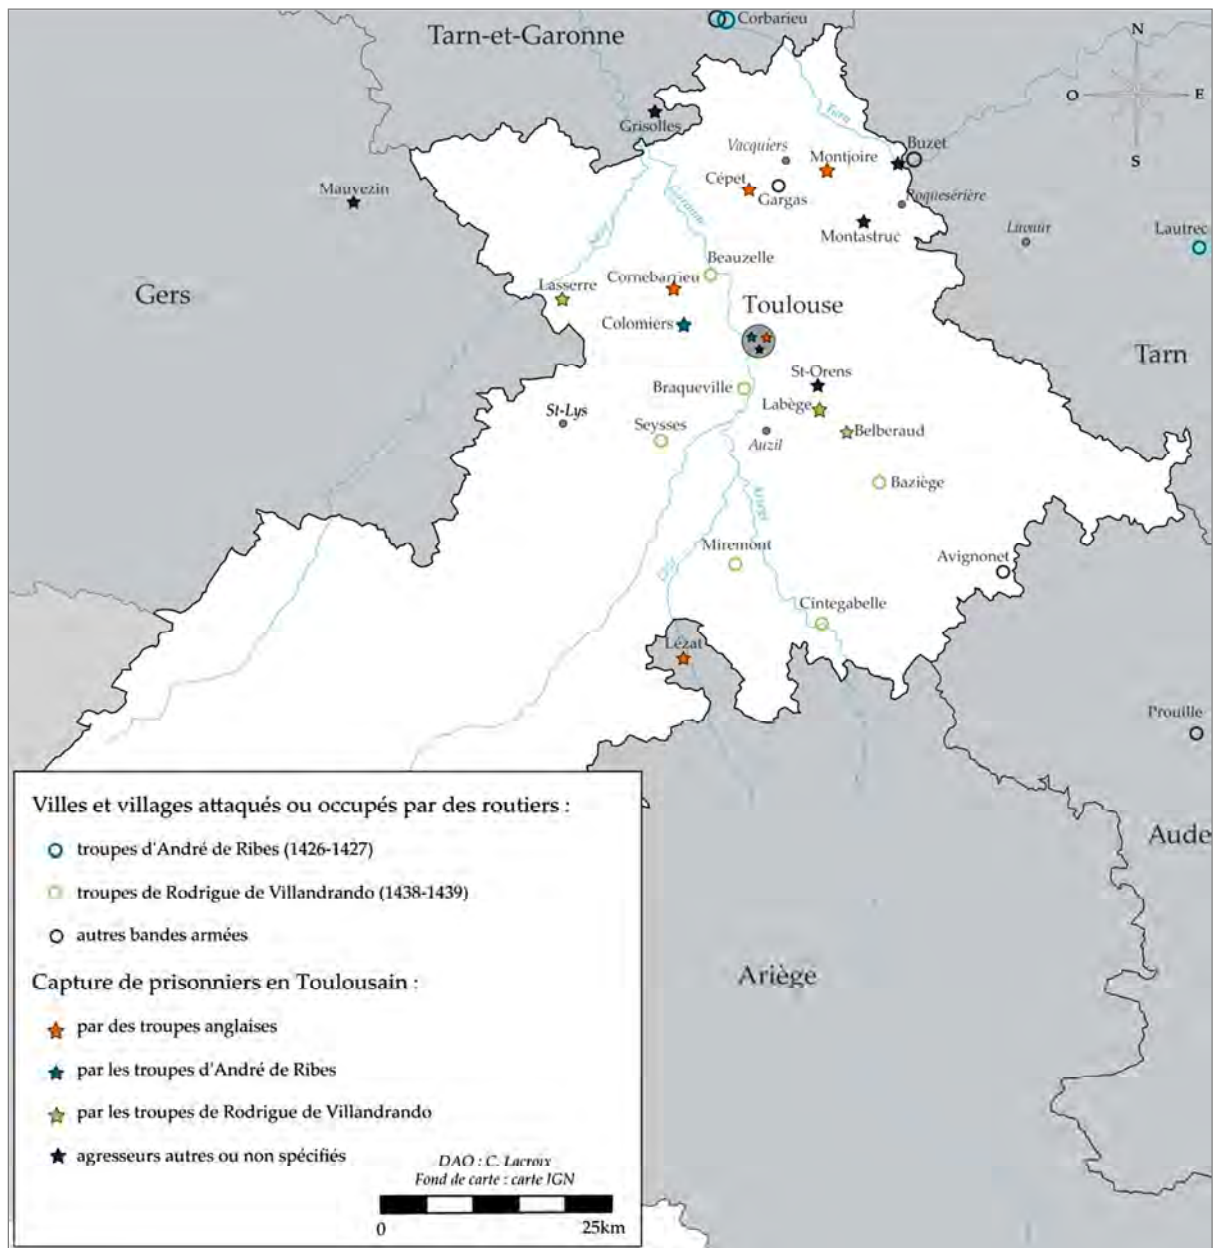 Corbarieu
Tarn-et-Garonne
N
O
E
S
Grisolles
Tarn
Buzet
Vacquiers
Montjoire
Mauvezin
Cépet
Gargas
Garonne
Roquesérière
Montastruc
Lavaur
Lautrec
Save
Beauzelle
Cornebarrieu
Lasserre
Gers
Toulouse
Colomiers
Tarn
St-Orens
Braqueville
Labège
St-Lys
Seysses
Auzil
Belberaud
Baziège
Ariège
Miremont
Avignonet
Cintegabelle
Lézat
Prouille
Aude
Ariège
Villes et villages attaqués ou occupés par des routiers :
troupes d'André de Ribes (1426-1427)
troupes de Rodrigue de Villandrando (1438-1439)
autres bandes armées
Capture de prisonniers en Toulousain :
par des troupes anglaises
par les troupes d'André de Ribes
par les troupes de Rodrigue de Villandrando
agresseurs autres ou non spécifiés
DAO : C. Lacroix
Fond de carte : carte IGN
0
25km